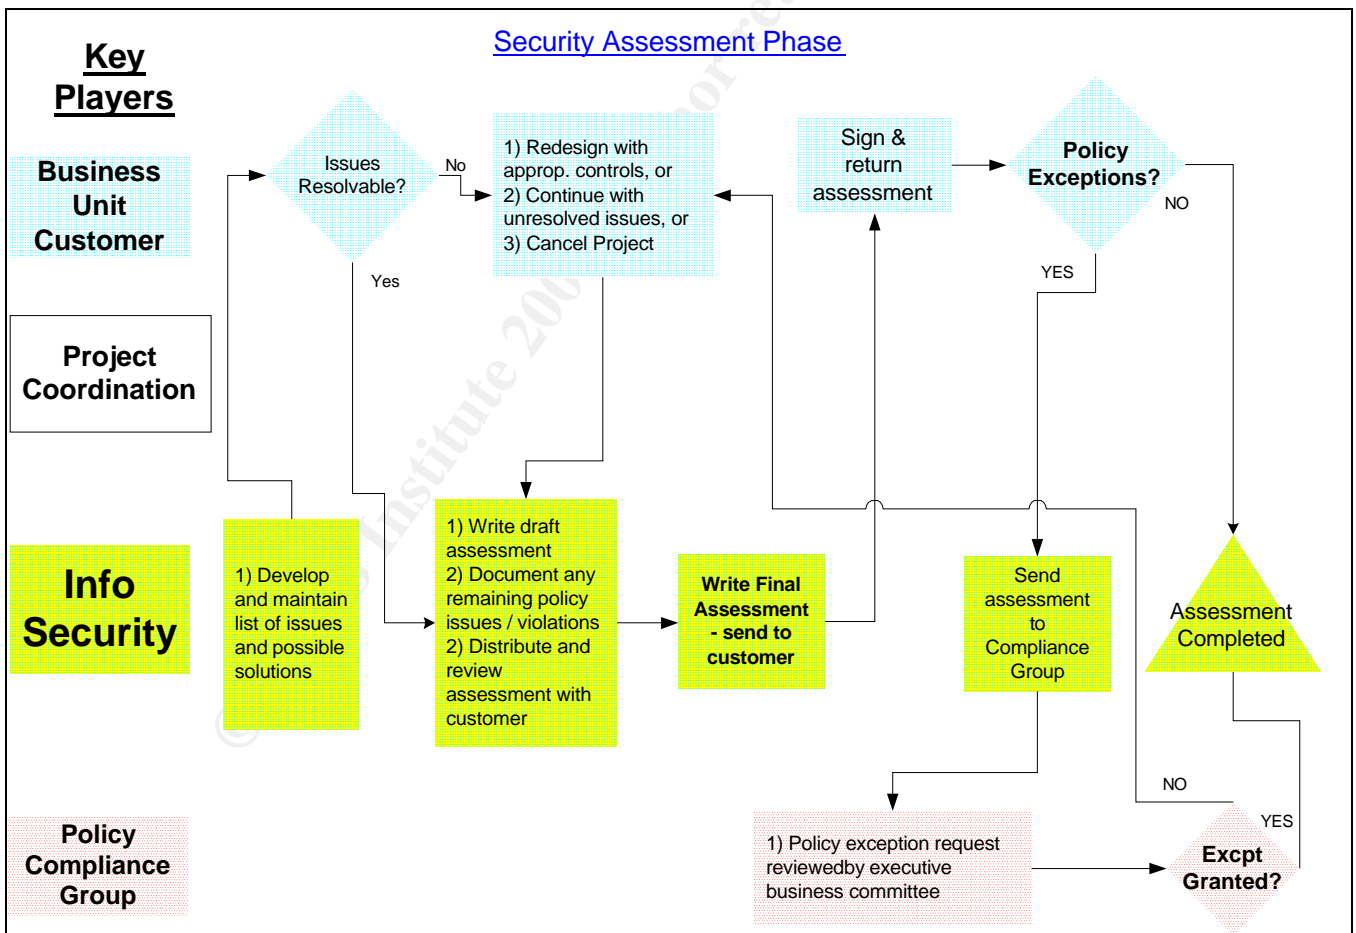 Security Assessment Phase
Key
Players
Business
Unit
Customer
Issues
Resolvable?
No
Yes
1) Redesign with
approp. controls, or
2) Continue with
unresolved issues, or
3) Cancel Project
Sign &
return
assessment
Policy
Exceptions?
NO
YES
Project
Coordination
Info
Security
1) Develop
and maintain
list of issues
and possible
solutions
1) Write draft
assessment
2) Document any
remaining policy
issues / violations
2) Distribute and
review
assessment with
customer
Write Final
Assessment
- send to
customer
Send
assessment
to
Compliance
Group
Assessment
Completed
Policy
Compliance
Group
1) Policy exception request
reviewedby executive
business committee
NO
YES
Excpt
Granted?